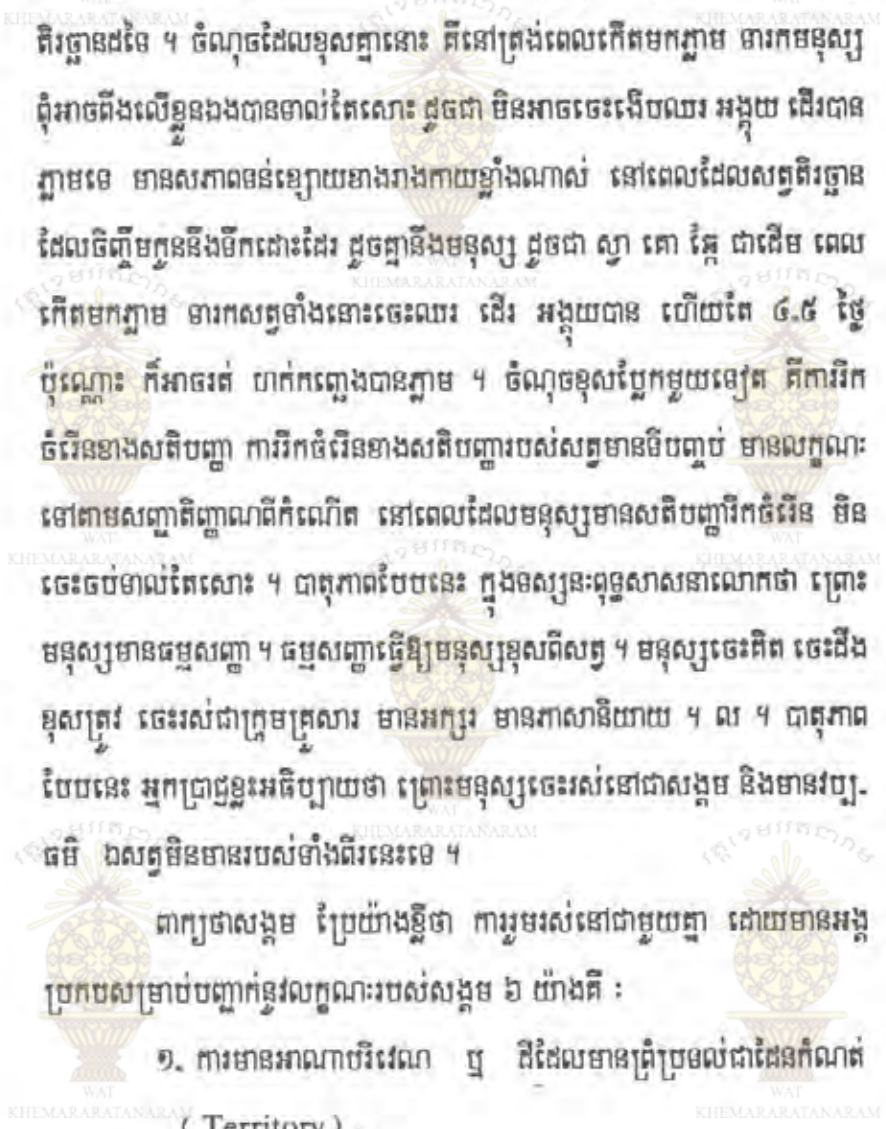 តិរច្ឆានដទៃ ។ ចំណុចដែលខុសគ្នានោះ គឺនៅត្រង់ពេលកើតមកភ្លាម ទារកមនុស្ស
ពុំអាចពឹងលើខ្លួនឯងបានទាល់តែសោះ ដូចជា មិនអាចចេះងើបឈរ អង្គុយ ដើរបាន
ភ្លាមទេ មានសភាពទន់ខ្សោយខាងរាងកាយខ្លាំងណាស់ នៅពេលដែលសត្វតិរច្ឆាន
ដែលចិញ្ចឹមកូននឹងទឹកដោះដែរ ដូចគ្នានឹងមនុស្ស ដូចជា ស្វា គោ ឆ្កែ ជាដើម ពេល
កើតមកភ្លាម ទារកសត្វទាំងនោះចេះឈរ ដើរ អង្គុយបាន ហើយតែ ៤.៥ ថ្ងៃ
ប៉ុណ្ណោះ ក៏អាចរត់ ហក់កញ្ឆេងបានភ្លាម ។ ចំណុចខុសប្លែកមួយទៀត គឺការរីក
ចំរើនខាងសតិបញ្ញា ការរីកចំរើនខាងសតិបញ្ញារបស់សត្វមានទីបញ្ចប់ មានលក្ខណៈ
ទៅតាមសញ្ជាតិញ្ញាណពីកំណើត នៅពេលដែលមនុស្សមានសតិបញ្ញារីកចំរើន មិន
ចេះចប់ទាល់តែសោះ ។ បាតុភាពបែបនេះ ក្នុងទស្សនៈពុទ្ធសាសនាលោកថា ព្រោះ
មនុស្សមានធម្មសញ្ញា ។ ធម្មសញ្ញាធ្វើឱ្យមនុស្សខុសពីសត្វ ។ មនុស្សចេះគិត ចេះដឹង
ខុសត្រូវ ចេះរស់ជាក្រុមគ្រួសារ មានអក្សរ មានភាសានិយាយ ។ ល ។ បាតុភាព
បែបនេះ អ្នកប្រាជ្ញខ្លះអធិប្បាយថា ព្រោះមនុស្សចេះរស់នៅជាសង្គម និងមានវប្ប-
ធម៌ ឯសត្វមិនមានរបស់ទាំងពីរនេះទេ ។
ពាក្យថាសង្គម ប្រែយ៉ាងខ្លីថា ការរួមរស់នៅជាមួយគ្នា ដោយមានអង្គ
ប្រកបសម្រាប់បញ្ជាក់នូវលក្ខណៈរបស់សង្គម ៦ យ៉ាងគឺ :
១. ការមានអាណាបរិវេណ ឬ ដីដែលមានព្រំប្រទល់ជាដែនកំណត់
( Territory )
WAT
KHEMARARATANARAM